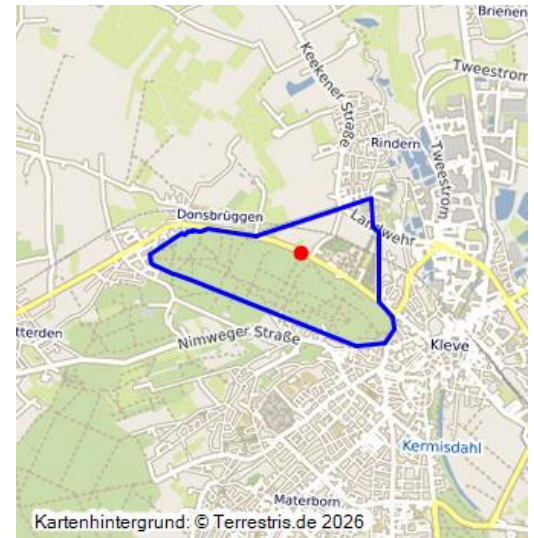 Brienen
Tweestrom
Keekener Straße
Rindern
Tweestrom
Donsbrüggen
Landwehr
tterden
Nimweger Straße
Kleve
Kermisdahl
Materborn
Kartenhintergrund: © Terrestris.de 2026